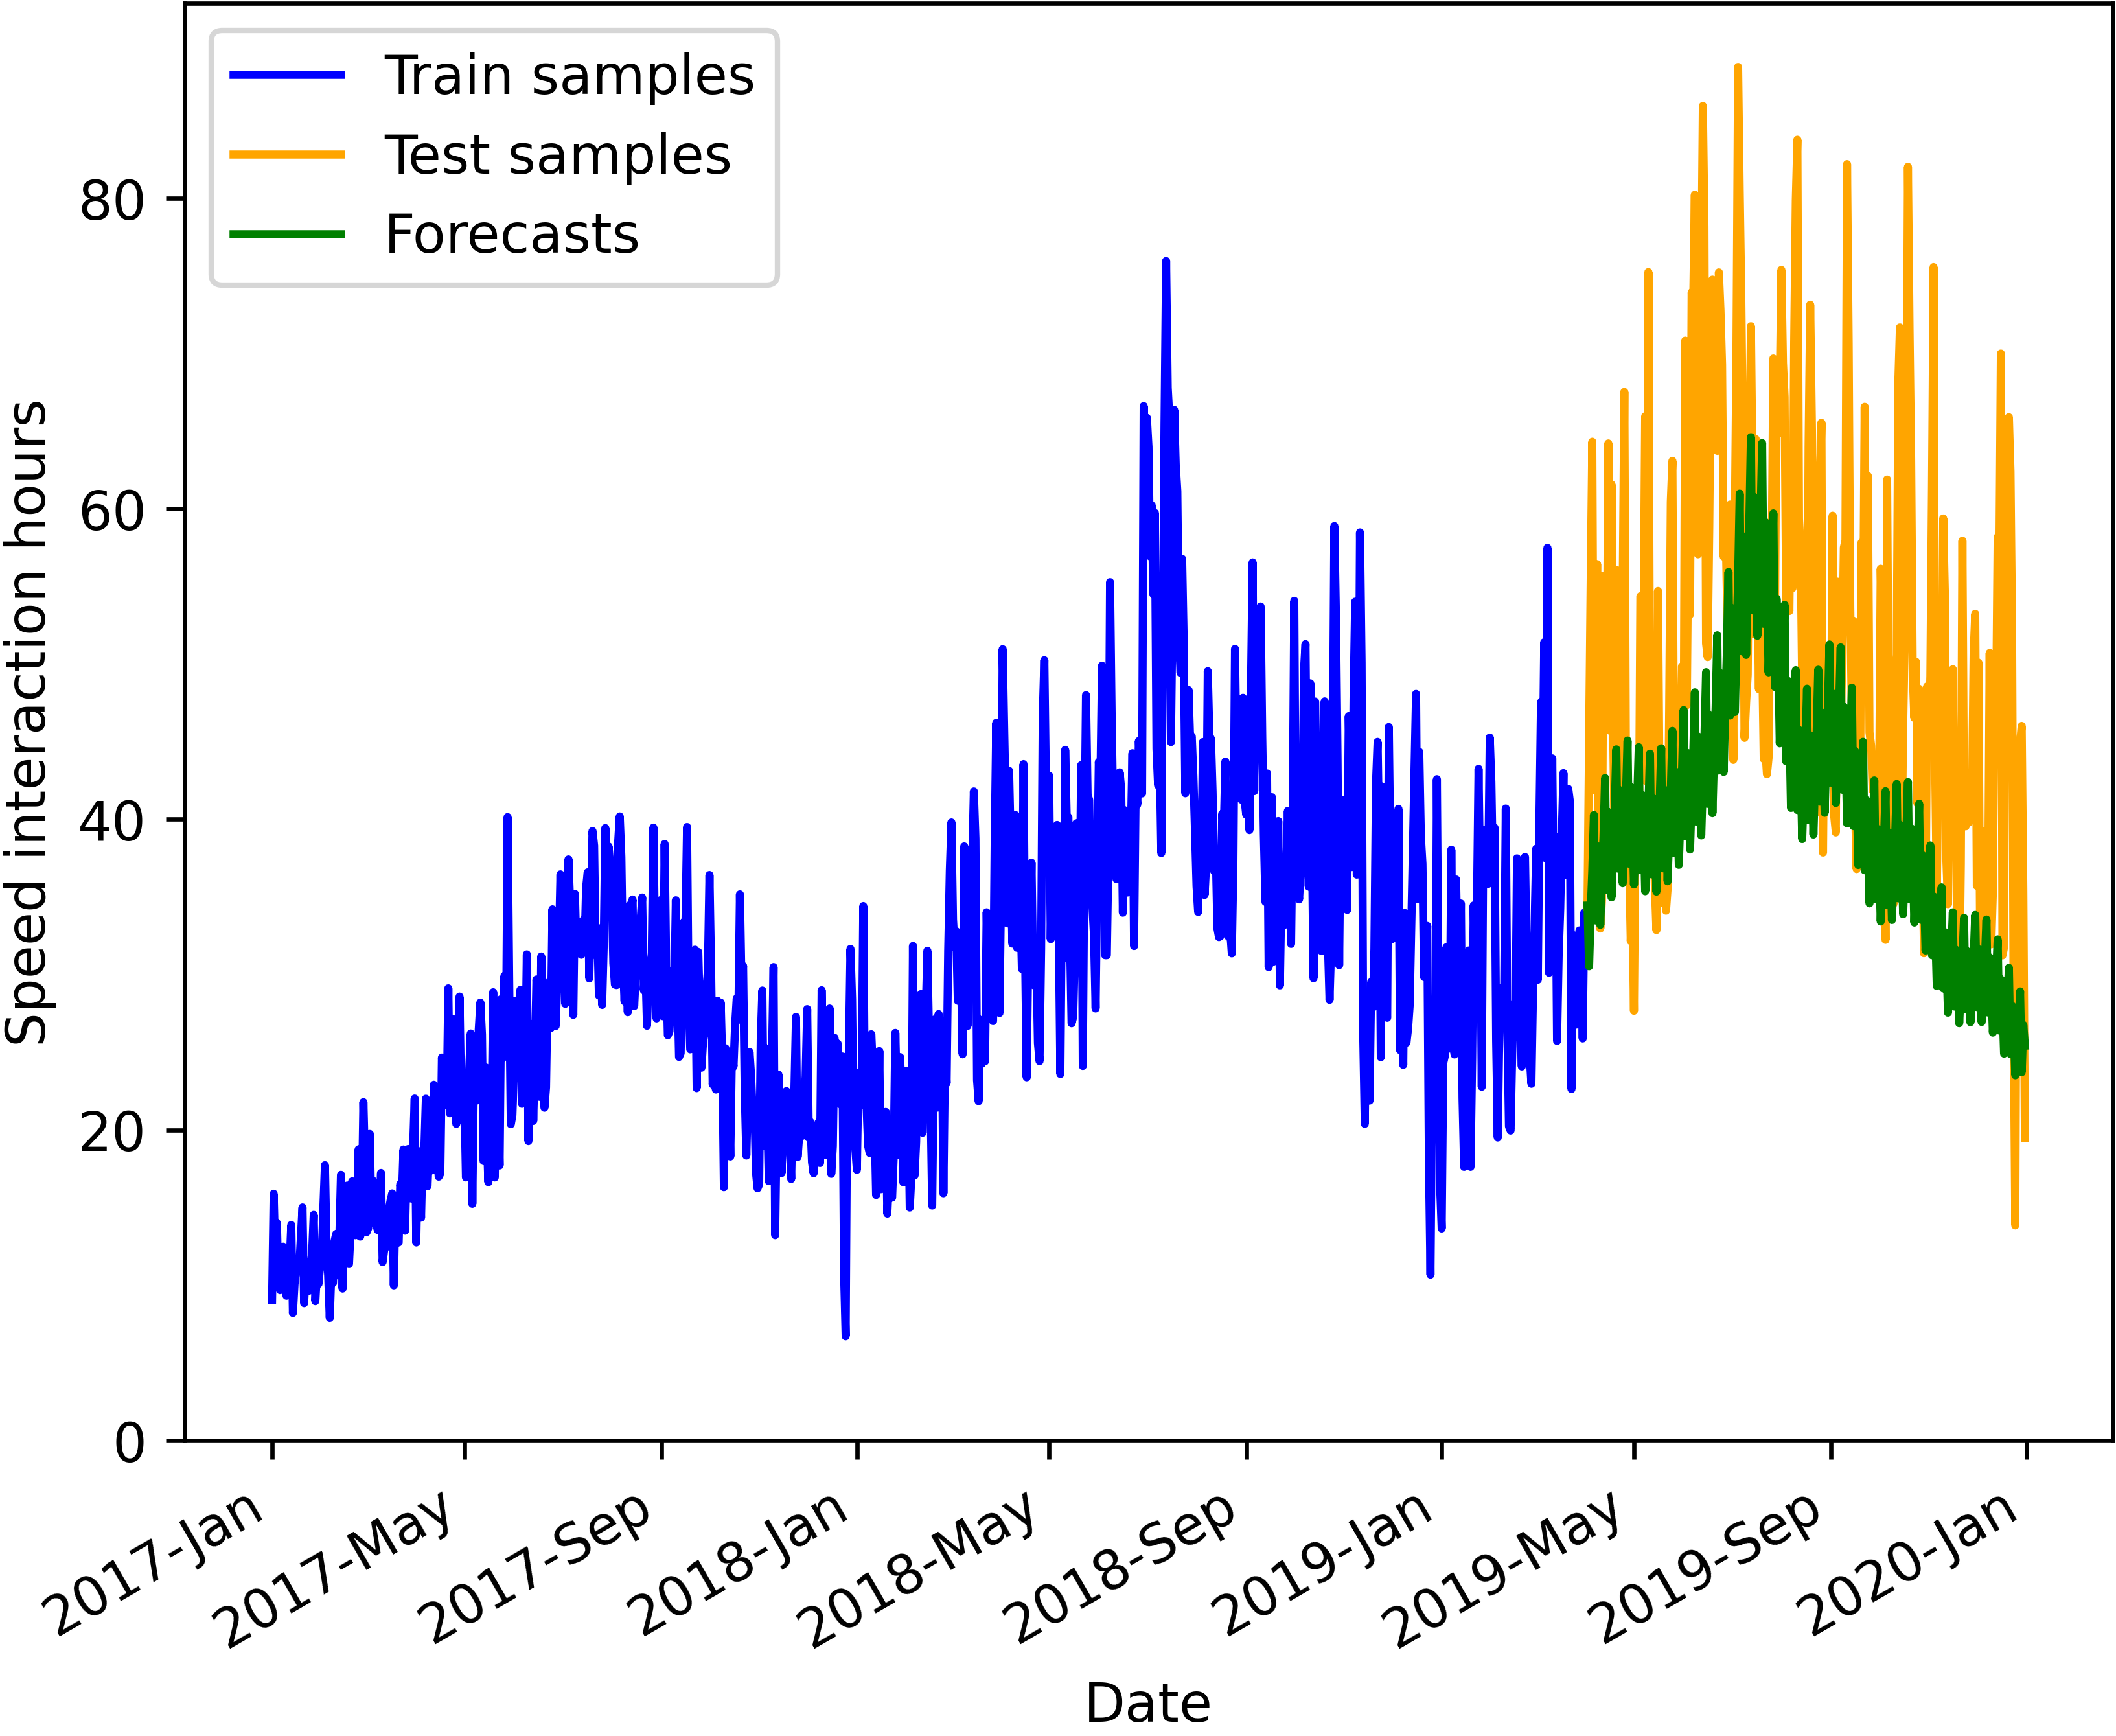 Train samples
Test samples
Forecasts
Speed interaction hours
80
60
40
20
0
2017-Jan
2017-May
2017-Sep
2018-Jan
2018-May
2018-Sep
2019-Jan
2019-May
2019-Sep
2020-Jan
Date